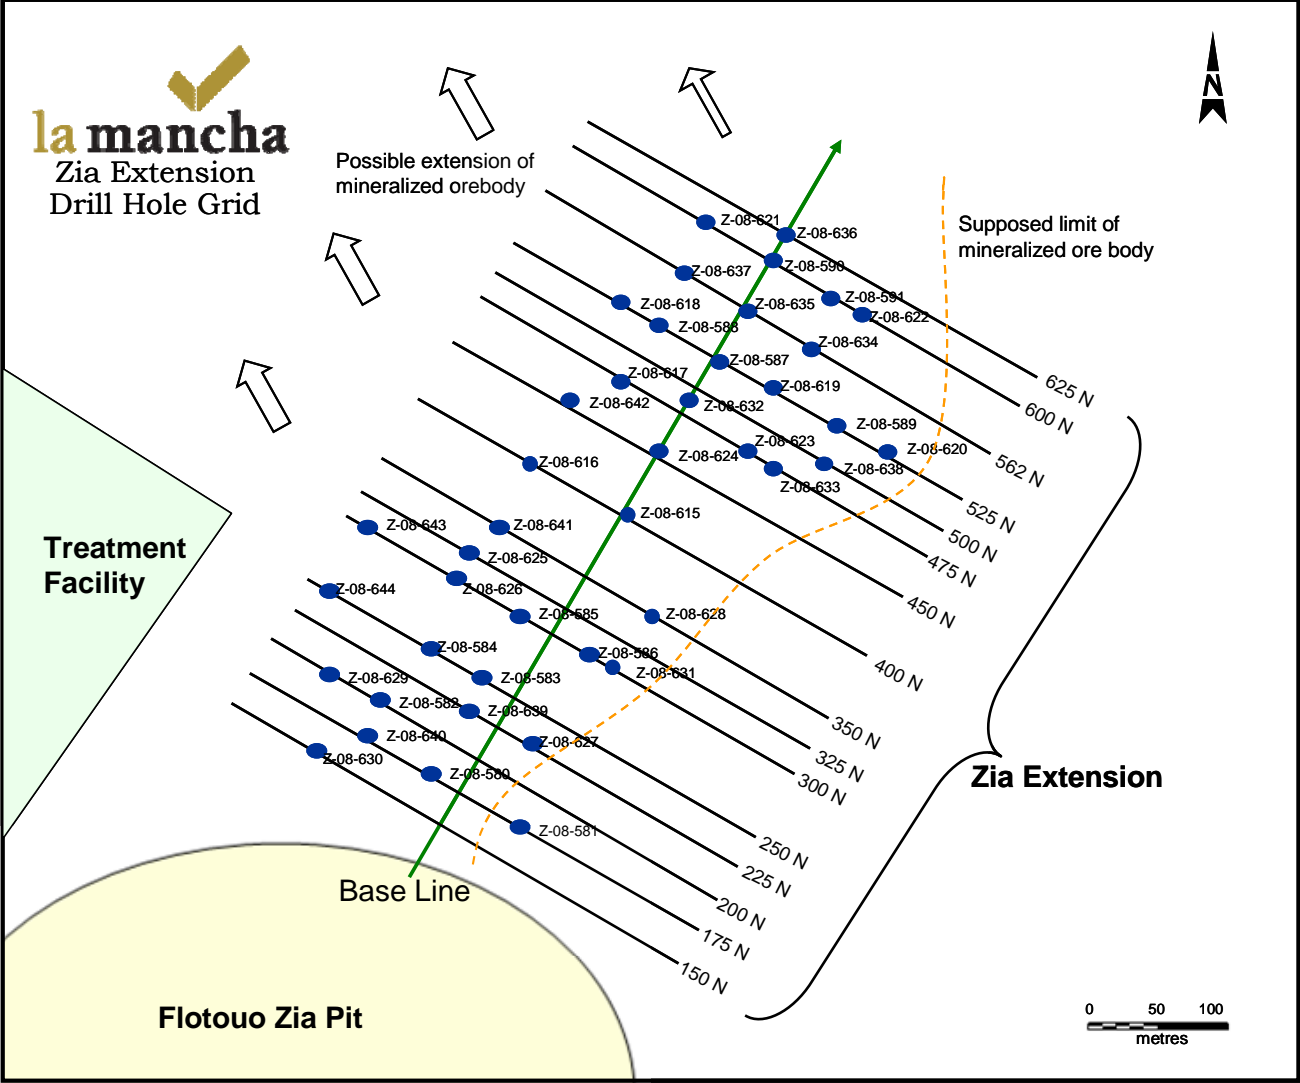 la mancha
Zia Extension
Drill Hole Grid
Possible extension of
mineralized orebody
N
Supposed limit of
mineralized ore body
Z-08-621
Z-08-636
Z-08-590
Z-08-637
Z-08-591
Z-08-622
Z-08-618
Z-08-635
Z-08-588
Z-08-634
Z-08-587
Z-08-617
Z-08-619
Z-08-642
Z-08-632
Z-08-589
Z-08-623
Z-08-620
Z-08-624
Z-08-616
Z-08-638
Z-08-633
Z-08-615
Z-08-643
Z-08-641
Z-08-625
Z-08-626
Z-08-644
Z-08-585
Z-08-628
Z-08-584
Z-08-586
Z-08-631
Z-08-629
Z-08-583
Z-08-582
Z-08-639
Z-08-640
Z-08-627
Z-08-630
Z-08-580
Z-08-581
625 N
600 N
562 N
525 N
500 N
475 N
450 N
400 N
350 N
325 N
300 N
250 N
225 N
200 N
175 N
150 N
Treatment
Facility
Zia Extension
Base Line
Flotouo Zia Pit
0 50 100
metres